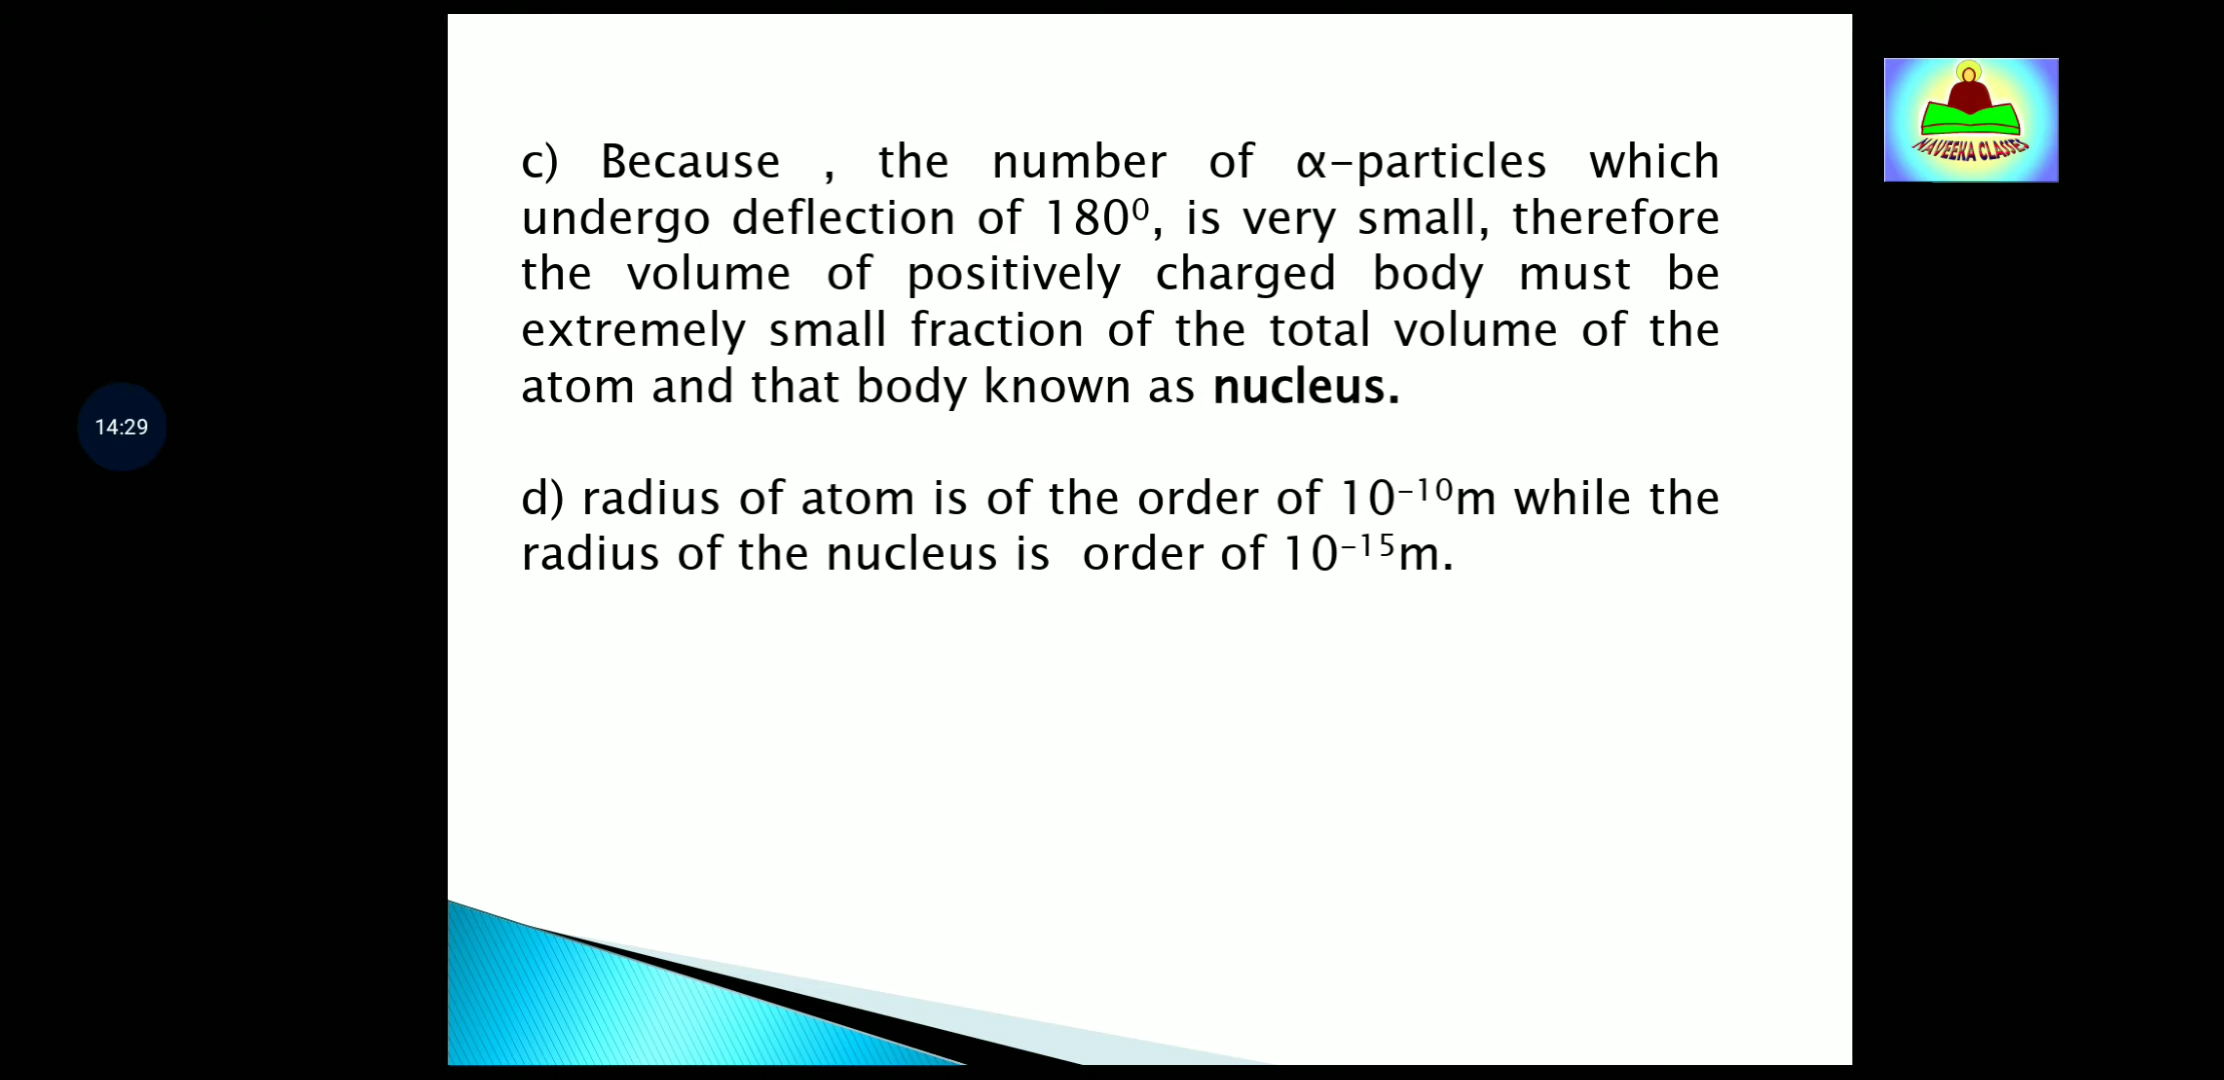 c) Because , the number of α-particles which
undergo deflection of 180⁰, is very small, therefore
the volume of positively charged body must be
extremely small fraction of the total volume of the
atom and that body known as nucleus.
d) radius of atom is of the order of 10⁻¹⁰m while the
radius of the nucleus is order of 10⁻¹⁵m.
14:29
NAVEEKA CLASSES